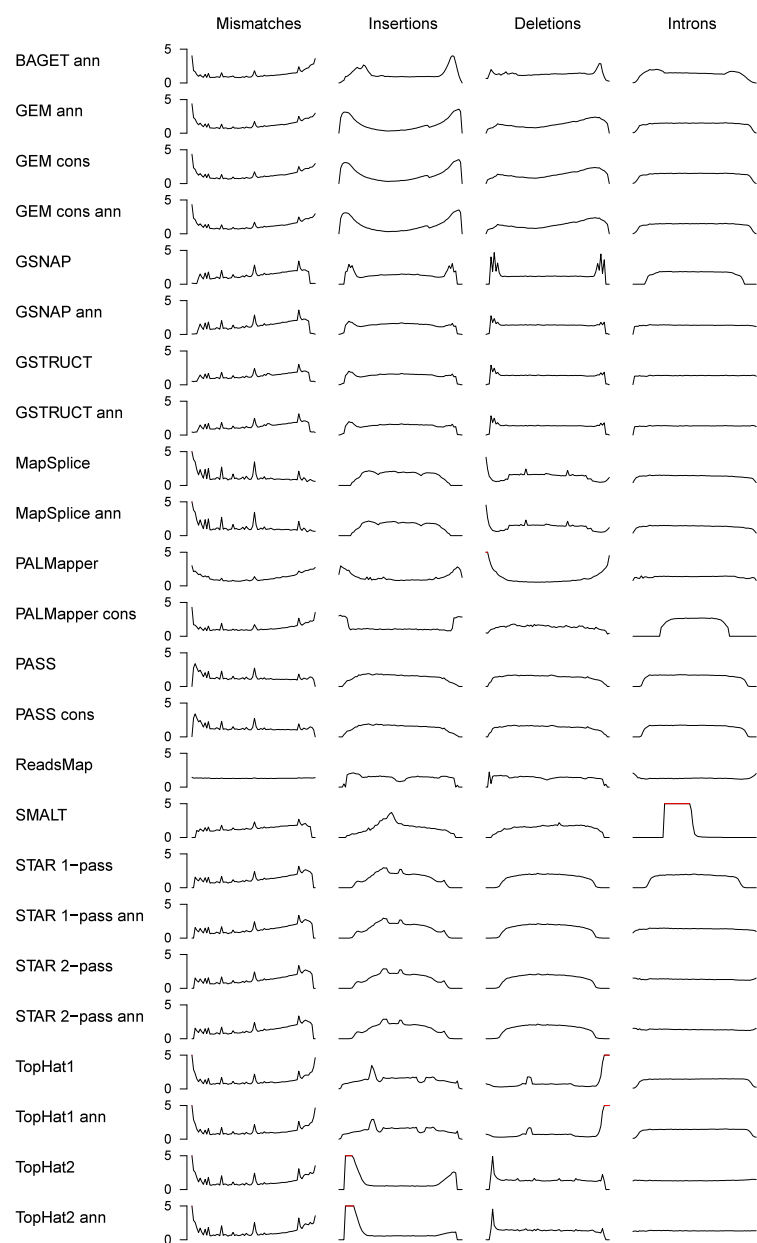 Mismatches Insertions Deletions Introns
BAGET ann 5 0
GEM ann 5 0
GEM cons 5 0
GEM cons ann 5 0
GSNAP 5 0
GSNAP ann 5 0
GSTRUCT 5 0
GSTRUCT ann 5 0
MapSplice 5 0
MapSplice ann 5 0
PALMapper 5 0
PALMapper cons 5 0
PASS 5 0
PASS cons 5 0
ReadsMap 5 0
SMALT 5 0
STAR 1−pass 5 0
STAR 1−pass ann 5 0
STAR 2−pass 5 0
STAR 2−pass ann 5 0
TopHat1 5 0
TopHat1 ann 5 0
TopHat2 5 0
TopHat2 ann 5 0